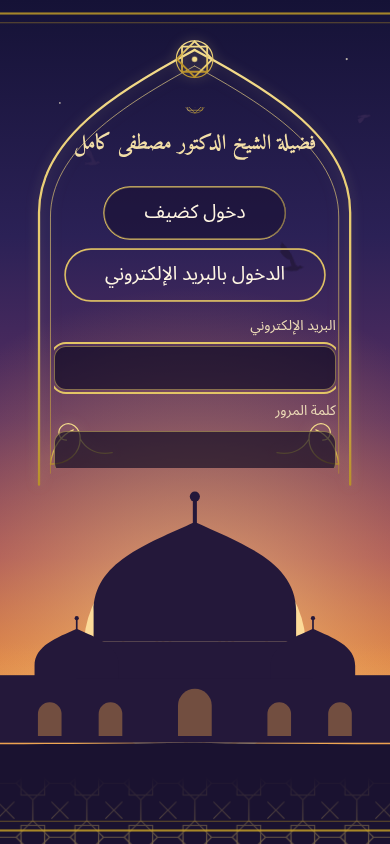 فضيلة الشيخ الدكتور مصطفى كامل
دخول كضيف
الدخول بالبريد الإلكتروني
البريد الإلكتروني
كلمة المرور